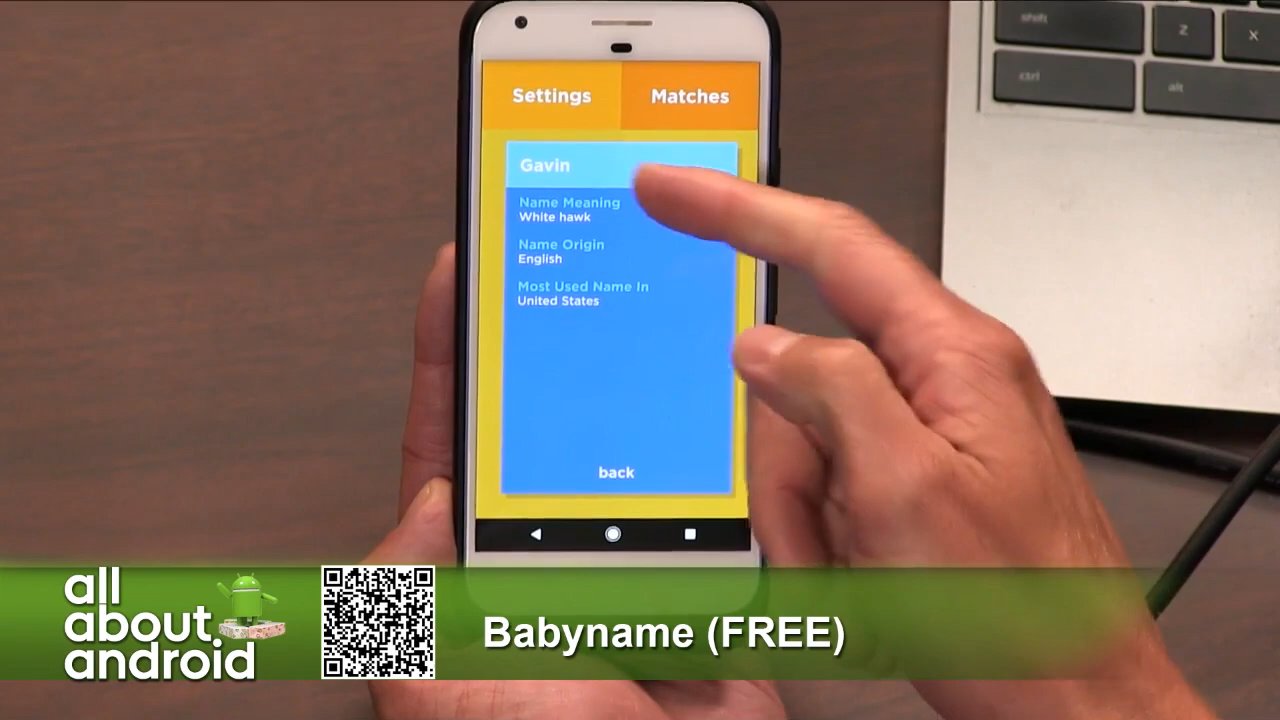 shift
Z
X
ctrl
alt
Settings
Matches
Gavin
Name Meaning
White hawk
Name Origin
English
Most Used Name In
United States
back
all
about
android
Babyname (FREE)